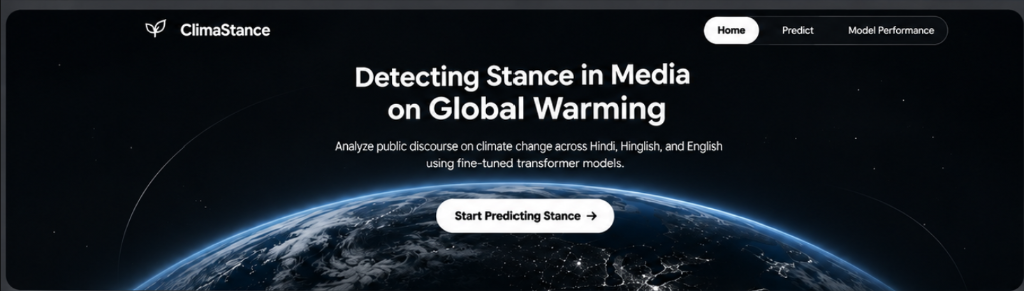 ClimaStance
Home
Predict
Model Performance
Detecting Stance in Media
on Global Warming
Analyze public discourse on climate change across Hindi, Hinglish, and English
using fine-tuned transformer models.
Start Predicting Stance →